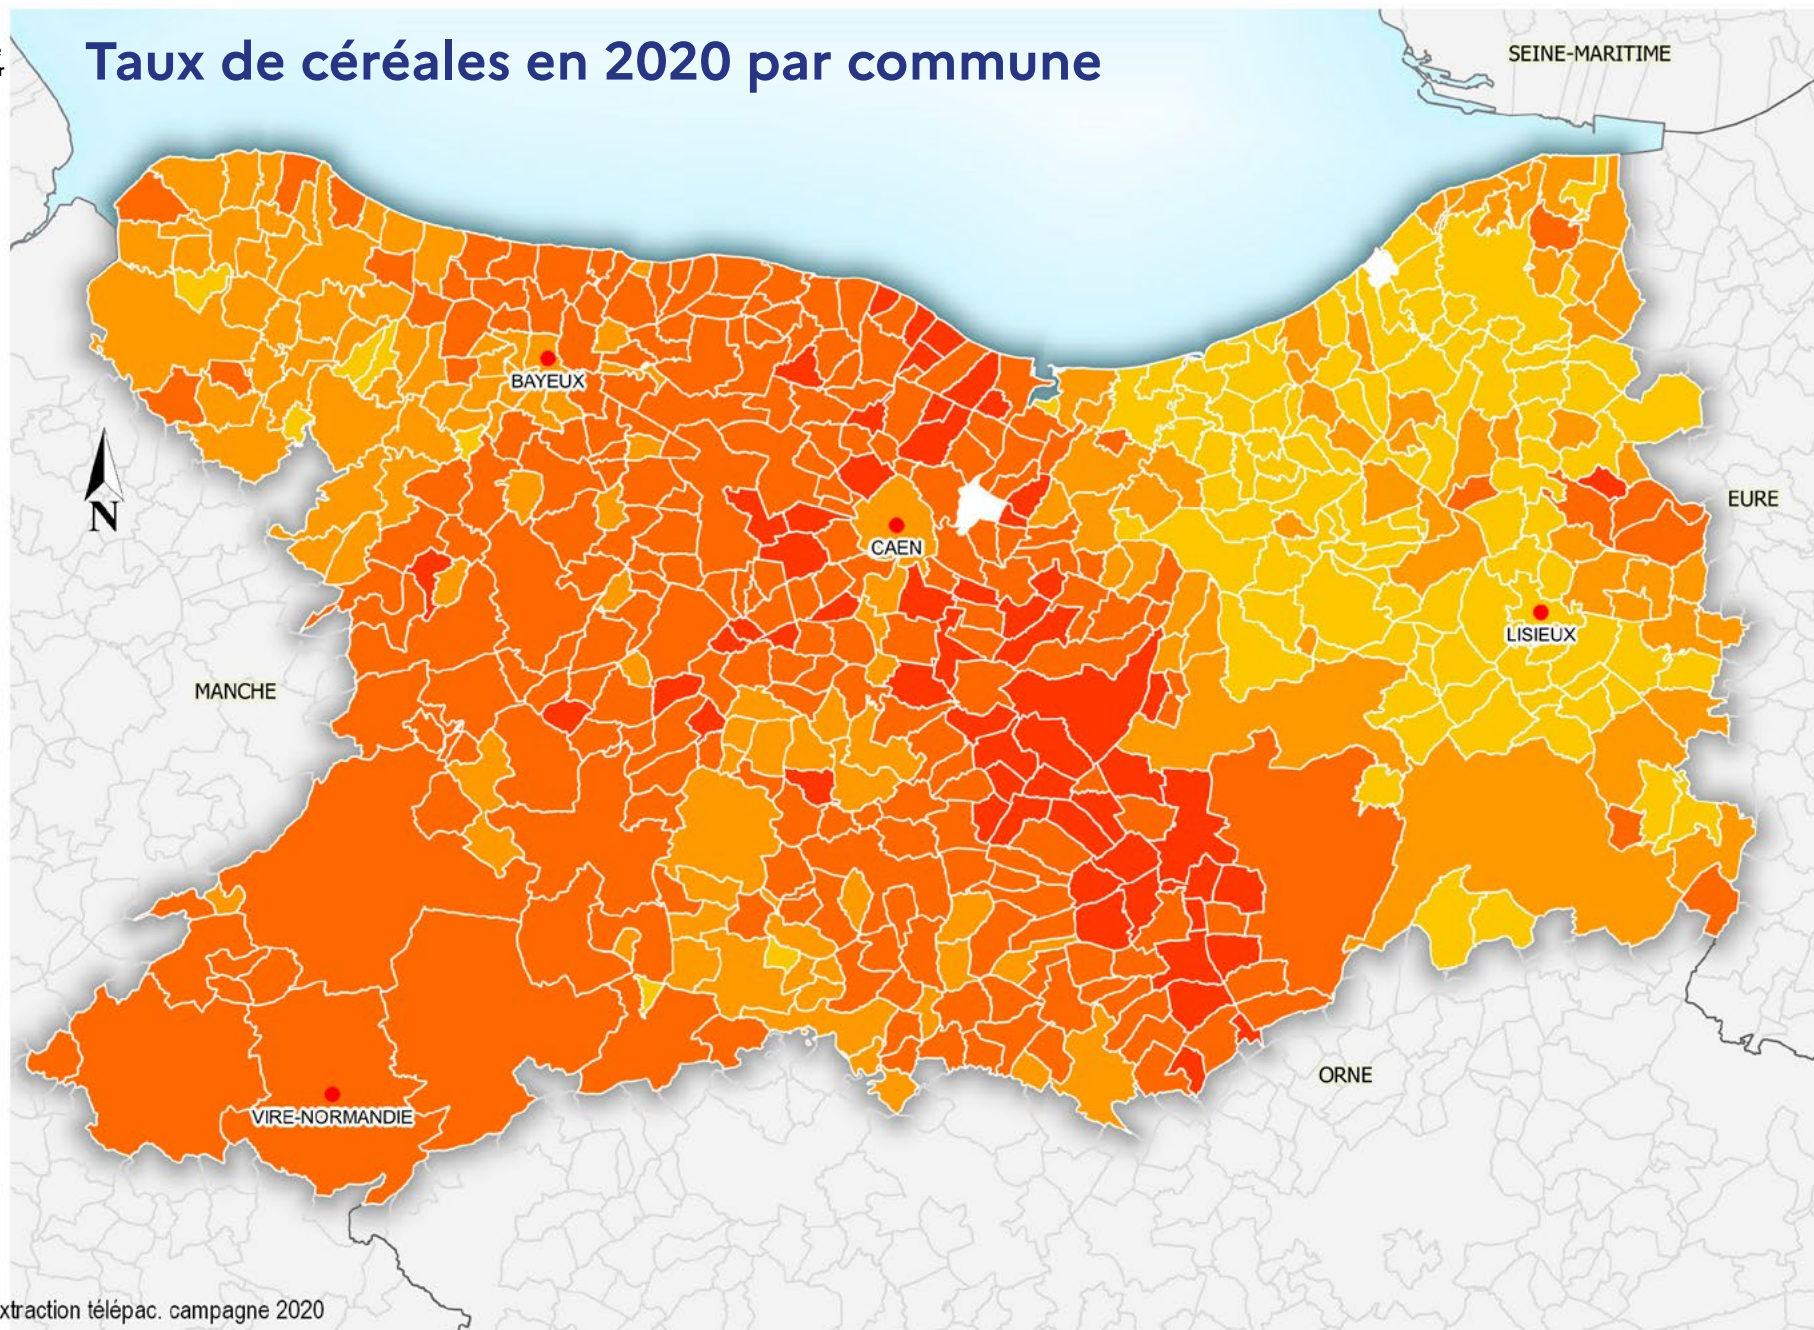 Taux de céréales en 2020 par commune
SEINE-MARITIME
BAYEUX
N
EURE
CAEN
LISIEUX
MANCHE
ORNE
VIRE-NORMANDIE
xtraction télépac. campagne 2020